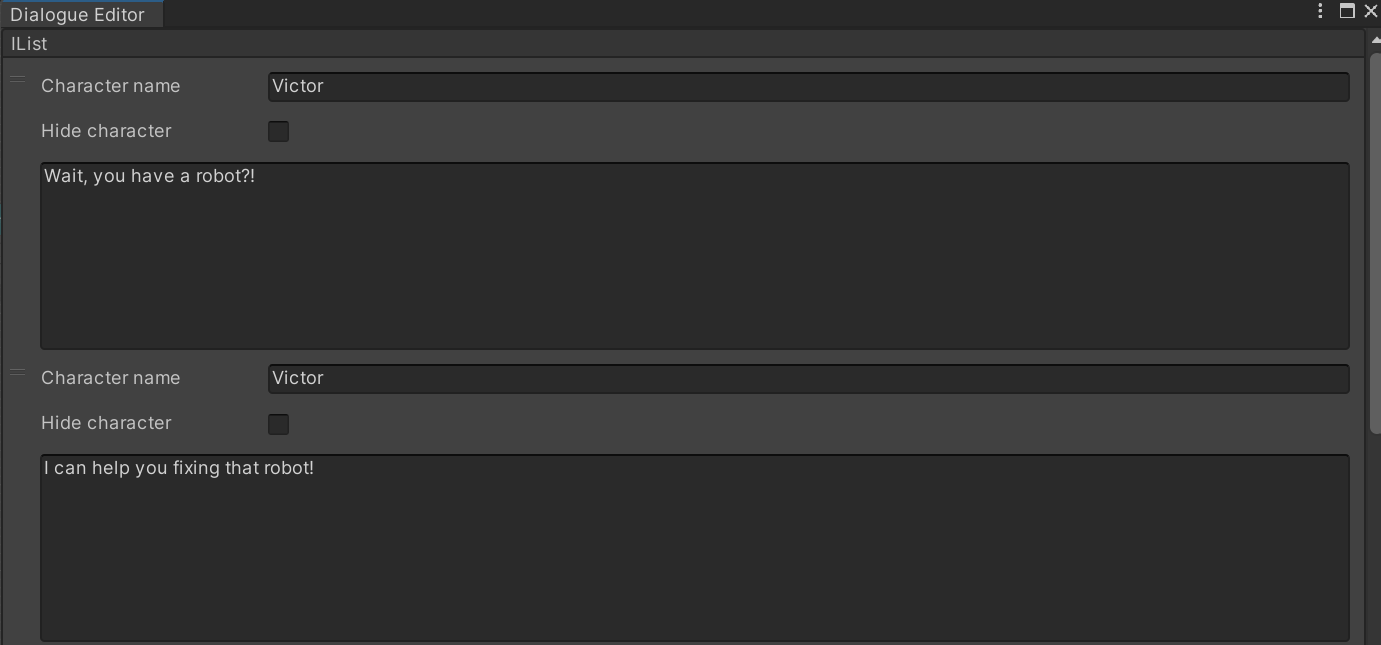 Dialogue Editor
IList
Character name Victor
Hide character
Wait, you have a robot?!
Character name Victor
Hide character
I can help you fixing that robot!